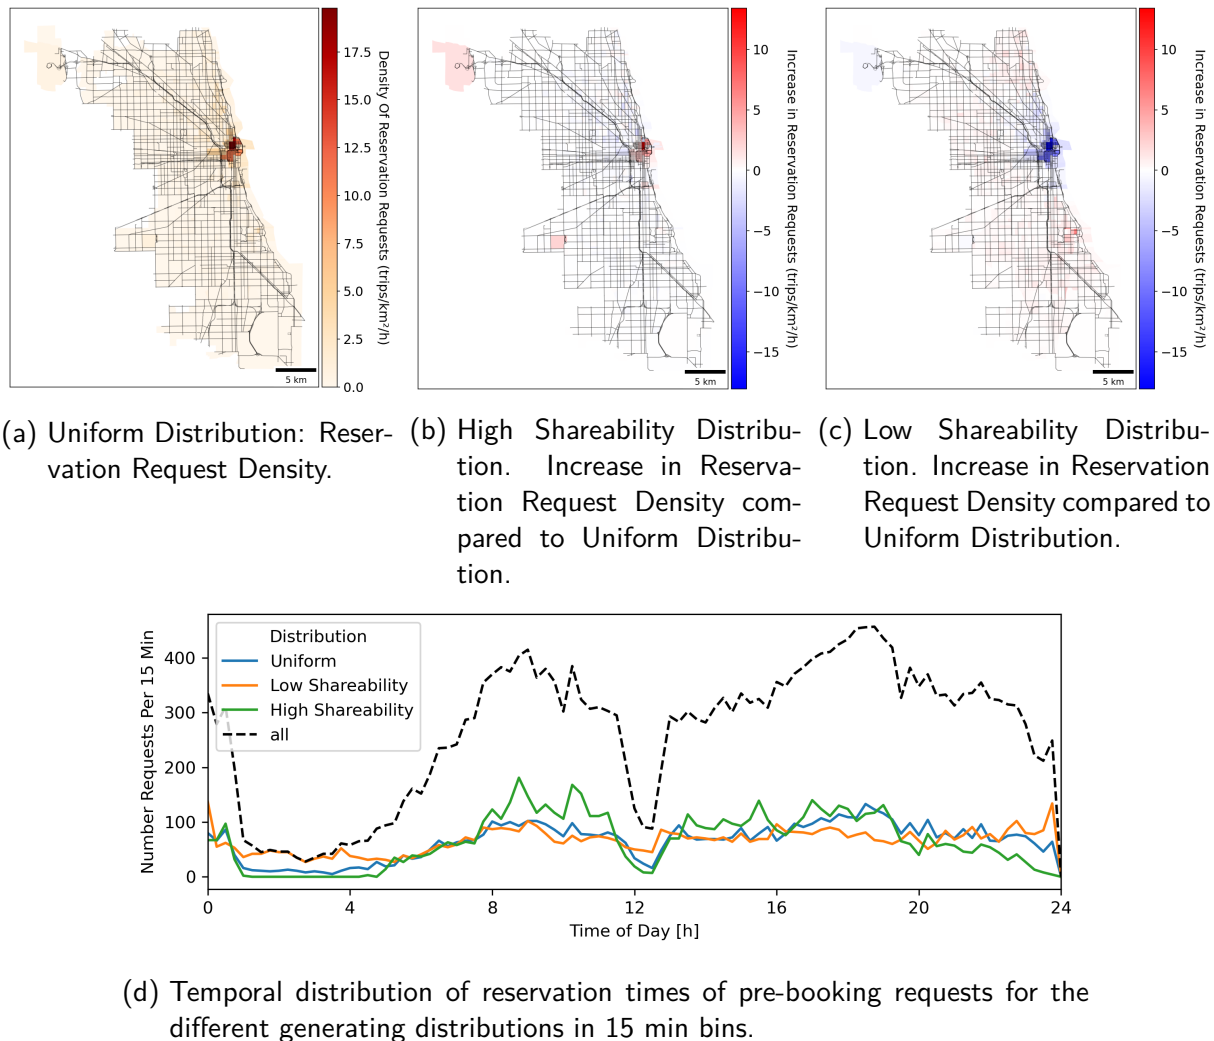 17.5
15.0
12.5
10.0
7.5
5.0
2.5
0.0
Density Of Reservation Requests (trips/km²/h)
5 km
10
5
0
−5
−10
−15
Increase in Reservation Requests (trips/km²/h)
5 km
10
5
0
−5
−10
−15
Increase in Reservation Requests (trips/km²/h)
5 km
(a) Uniform Distribution: Reser-
vation Request Density.
(b) High Shareability Distribu-
tion. Increase in Reserva-
tion Request Density com-
pared to Uniform Distribu-
tion.
(c) Low Shareability Distribu-
tion. Increase in Reservation
Request Density compared to
Uniform Distribution.
Number Requests Per 15 Min
400
300
200
100
0
Distribution
Uniform
Low Shareability
High Shareability
all
0 4 8 12 16 20 24
Time of Day [h]
(d) Temporal distribution of reservation times of pre-booking requests for the
different generating distributions in 15 min bins.